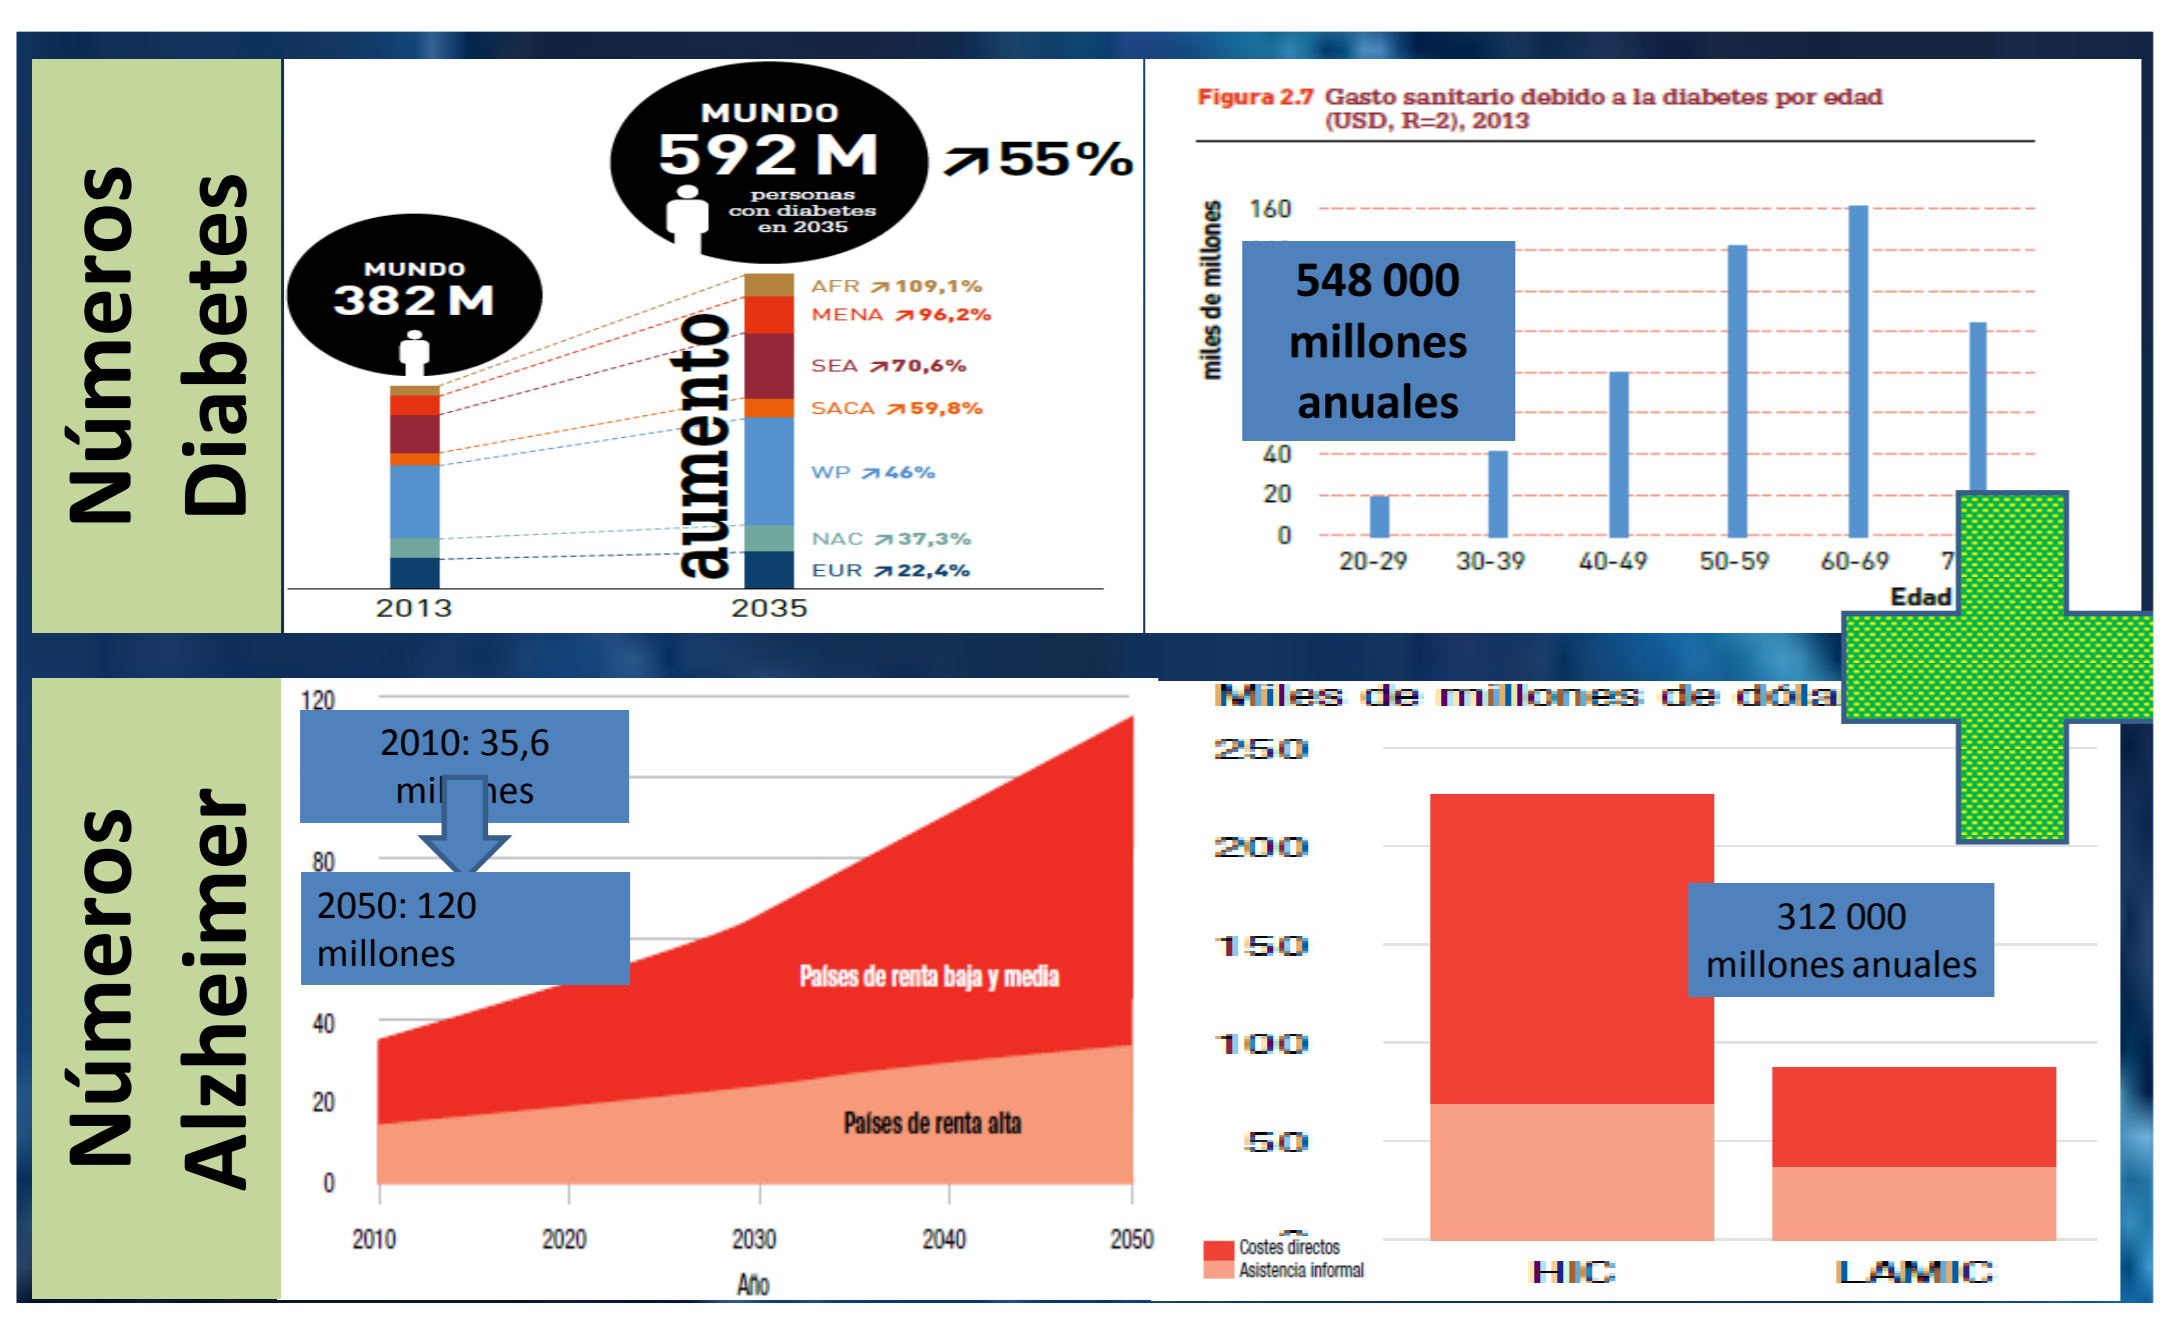 Números
Diabetes
MUNDO
382 M
MUNDO
592 M
personas
con diabetes
en 2035
↗55%
aumento
AFR ↗109,1%
MENA ↗96,2%
SEA ↗70,6%
SACA ↗59,8%
WP ↗46%
NAC ↗37,3%
EUR ↗22,4%
2013
2035
Figura 2.7 Gasto sanitario debido a la diabetes por edad
(USD, R=2), 2013
miles de millones
160
548 000
millones
anuales
40
20
0
20-29
30-39
40-49
50-59
60-69
7
Edad
Números
Alzheimer
120
2010: 35,6
80
2050: 120
millones
40
20
0
Países de renta baja y media
Países de renta alta
2010
2020
2030
2040
2050
Año
Miles de millones de
250
200
150
100
50
312 000
millones anuales
Costes directos
Asistencia informal
HIC
LAMIC